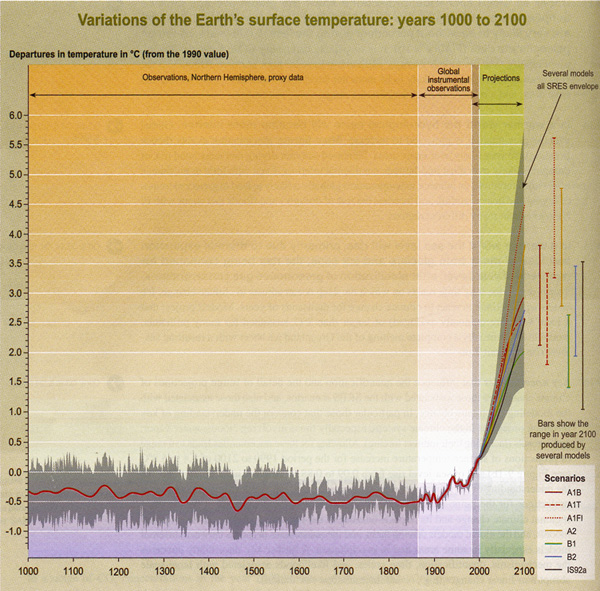 Variations of the Earth's surface temperature: years 1000 to 2100
Departures in temperature in °C (from the 1990 value)
Observations, Northern Hemisphere, proxy data
Global
instrumental
observations
Projections
Several models
all SRES envelope
6.0
5.5
5.0
4.5
4.0
3.5
3.0
2.5
2.0
1.5
1.0
0.5
0.0
-0.5
-1.0
1000 1100 1200 1300 1400 1500 1600 1700 1800 1900 2000 2100
Bars show the
range in year 2100
produced by
several models
Scenarios
A1B
A1T
A1FI
A2
B1
B2
IS92a